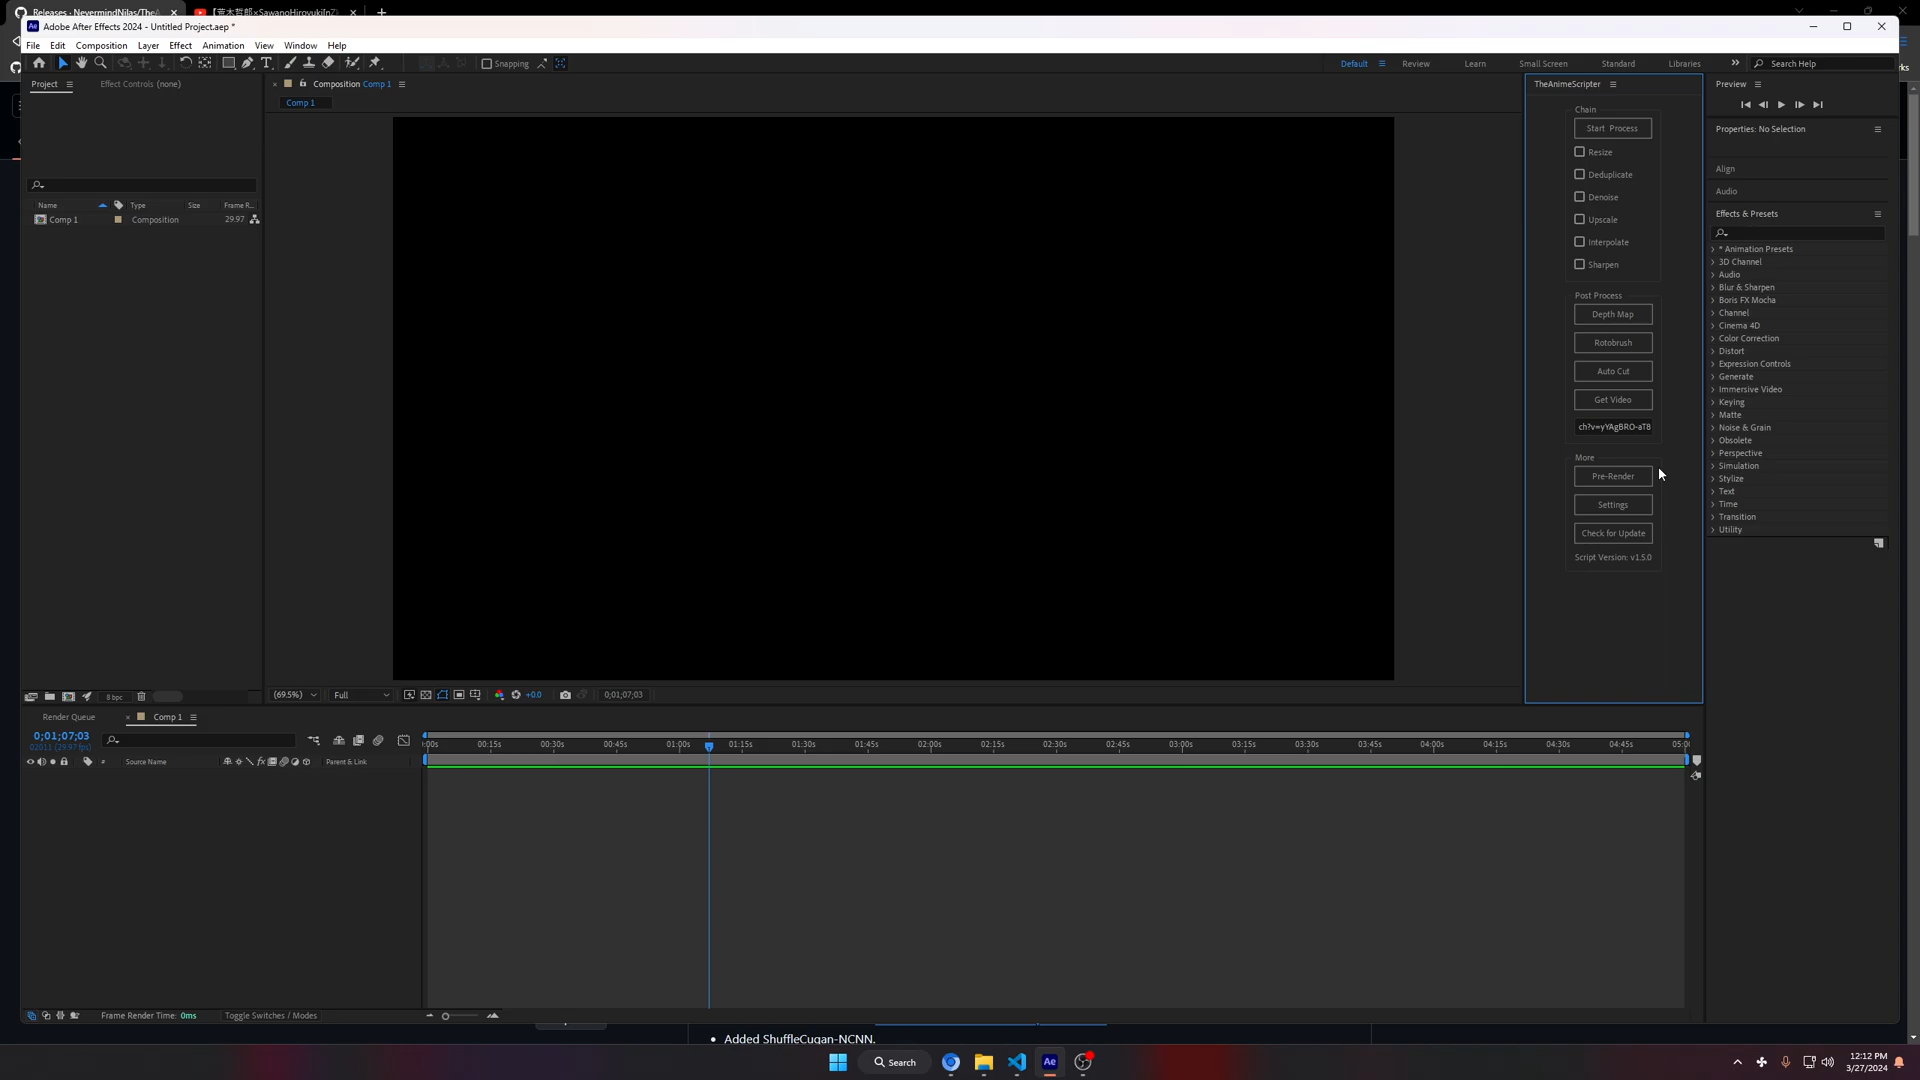 Releases · NevermindNilas/TheA
【荒木哲郎×SawanoHiroyuki[nZ
Adobe After Effects 2024 - Untitled Project.aep *
File Edit Composition Layer Effect Animation View Window Help
Snapping
Default Review Learn Small Screen Standard Libraries Search Help
Project Effect Controls (none)
Composition Comp 1
Comp 1
Name Type Size Frame R...
Comp 1 Composition 29.97
TheAnimeScripter
Chain
Start Process
Resize
Deduplicate
Denoise
Upscale
Interpolate
Sharpen
Post Process
Depth Map
Rotobrush
Auto Cut
Get Video
ch?v=yYAgBRO-aT8
More
Pre-Render
Settings
Check for Update
Script Version: v1.5.0
Preview
Properties: No Selection
Align
Audio
Effects & Presets
* Animation Presets
3D Channel
Audio
Blur & Sharpen
Boris FX Mocha
Channel
Cinema 4D
Color Correction
Distort
Expression Controls
Generate
Immersive Video
Keying
Matte
Noise & Grain
Obsolete
Perspective
Simulation
Stylize
Text
Time
Transition
Utility
8 bpc
(69.5%) Full +0.0 0;01;07;03
Render Queue Comp 1
0;01;07;03
02011 (29.97 fps)
# Source Name Parent & Link
:00s 00:15s 00:30s 00:45s 01:00s 01:15s 01:30s 01:45s 02:00s 02:15s 02:30s 02:45s 03:00s 03:15s 03:30s 03:45s 04:00s 04:15s 04:30s 04:45s 05:0
Frame Render Time: 0ms Toggle Switches / Modes
• Added ShuffleCugan-NCNN.
Search
12:12 PM
3/27/2024